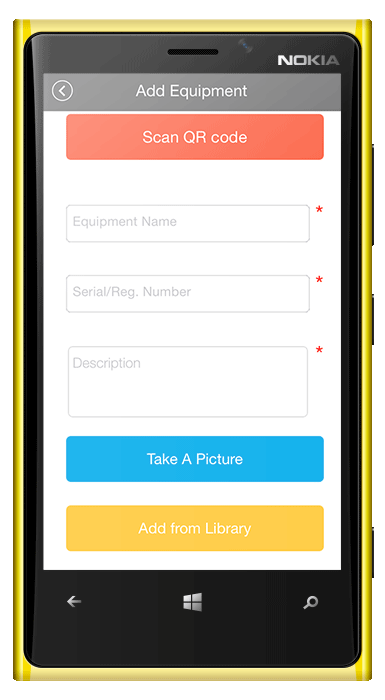 NOKIA
Add Equipment
Scan QR code
Equipment Name
*
Serial/Reg. Number
*
Description
*
Take A Picture
Add from Library